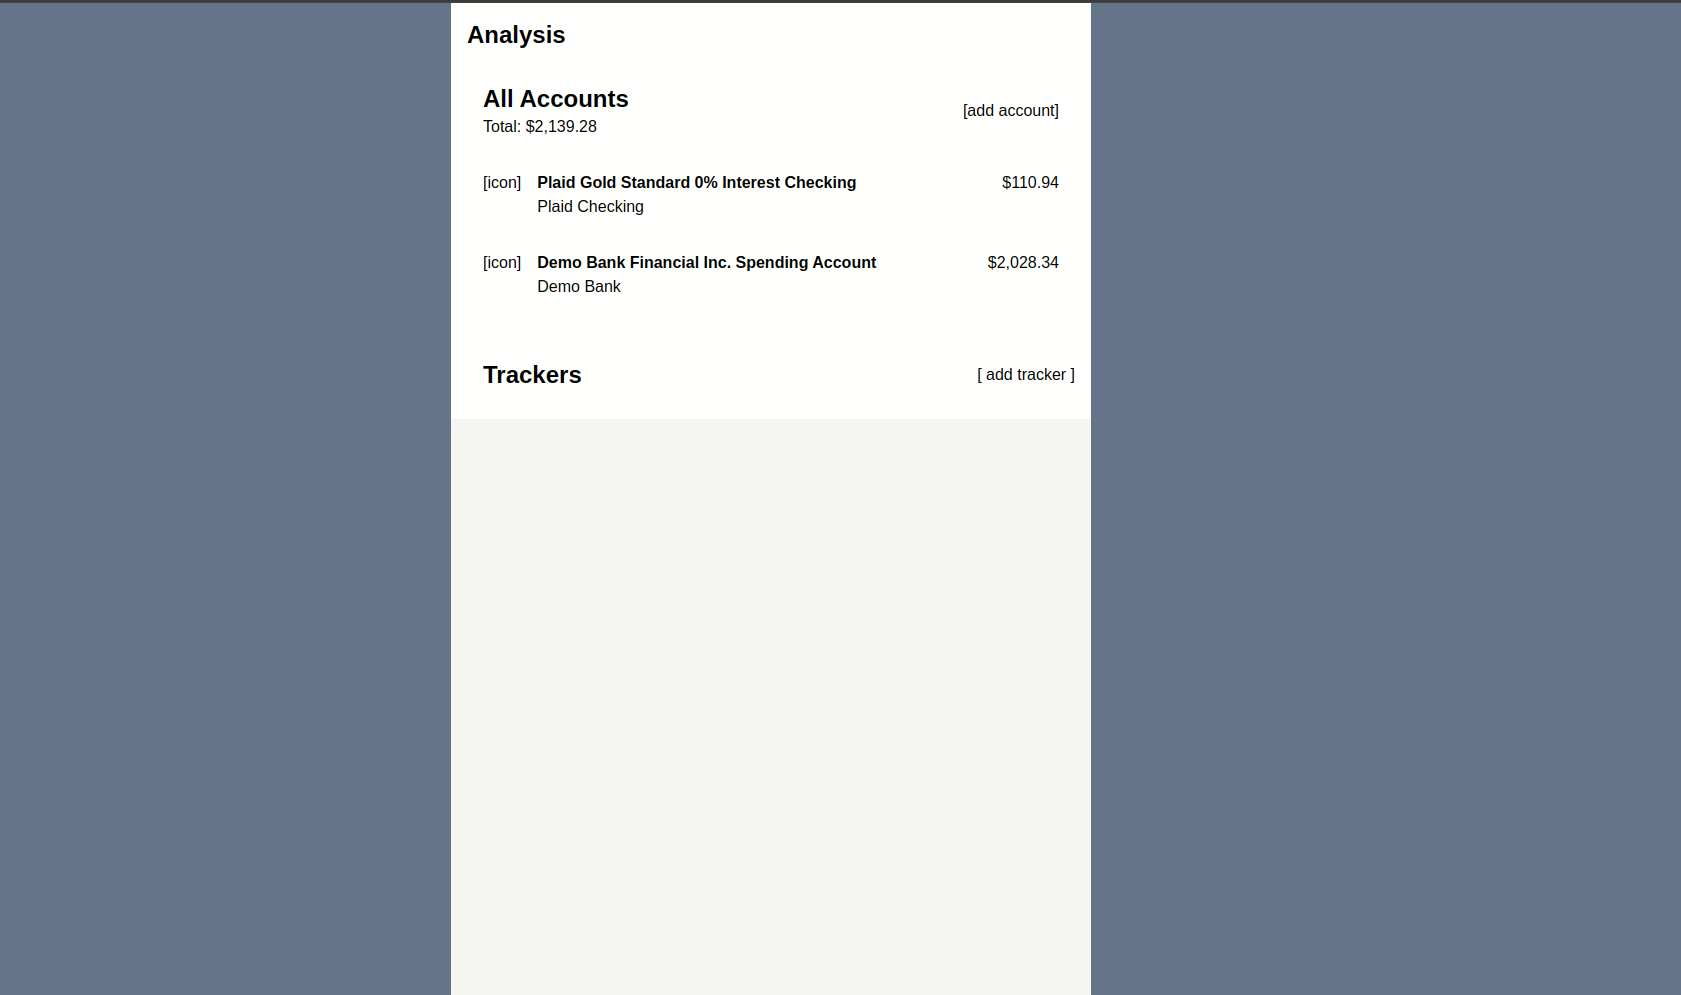 Analysis
All Accounts
Total: $2,139.28
[add account]
[icon] Plaid Gold Standard 0% Interest Checking $110.94
Plaid Checking
[icon] Demo Bank Financial Inc. Spending Account $2,028.34
Demo Bank
Trackers [ add tracker ]